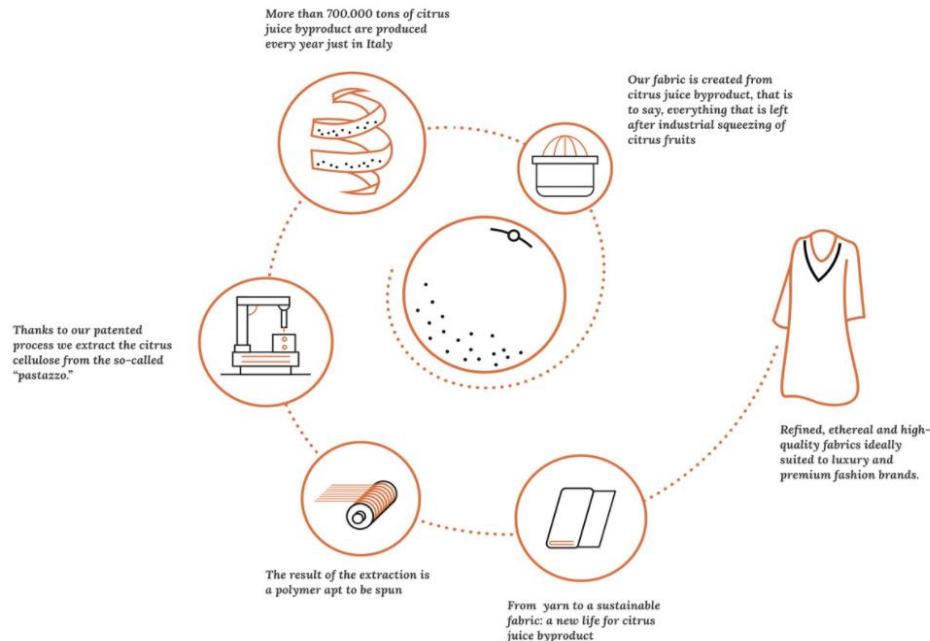 More than 700.000 tons of citrus
juice byproduct are produced
every year just in Italy
Our fabric is created from
citrus juice byproduct, that is
to say, everything that is left
after industrial squeezing of
citrus fruits
Thanks to our patented
process we extract the citrus
cellulose from the so-called
“pastazzo.”
The result of the extraction is
a polymer apt to be spun
From yarn to a sustainable
fabric: a new life for citrus
juice byproduct
Refined, ethereal and high-
quality fabrics ideally
suited to luxury and
premium fashion brands.